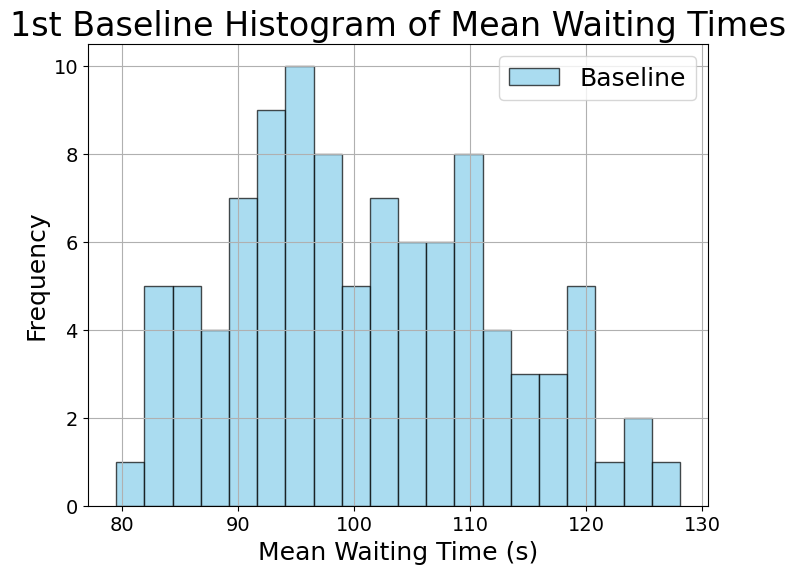 1st Baseline Histogram of Mean Waiting Times
Baseline
Frequency
10
8
6
4
2
0
80 90 100 110 120 130
Mean Waiting Time (s)